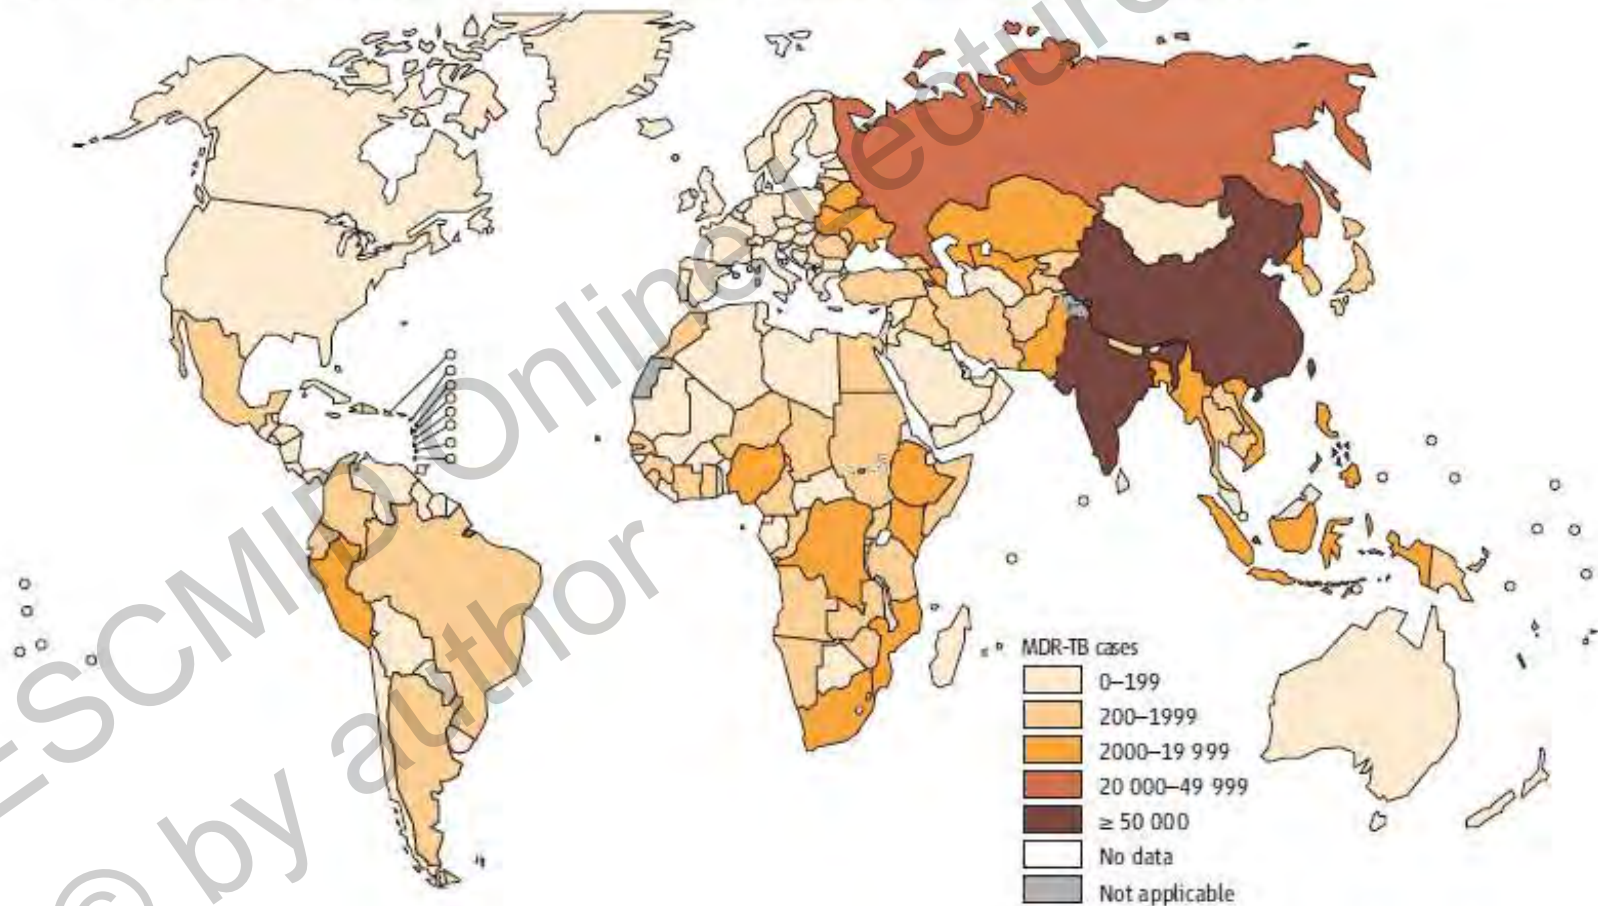 ESCMID Online Lecture
© by author
MDR-TB cases
0–199
200–1999
2000–19 999
20 000–49 999
≥ 50 000
No data
Not applicable